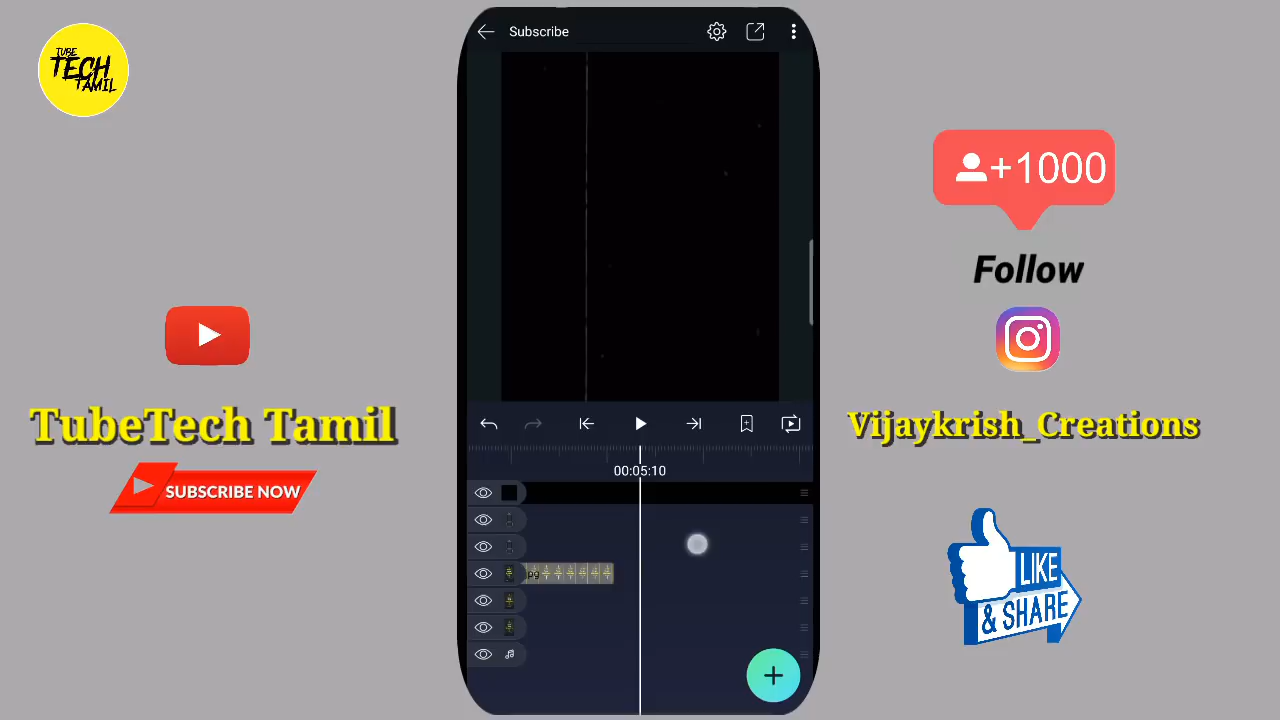 TUBE
TECH
TAMIL
Subscribe
+1000
Follow
TubeTech Tamil
SUBSCRIBE NOW
Vijaykrish_Creations
00:05:10
LIKE
& SHARE